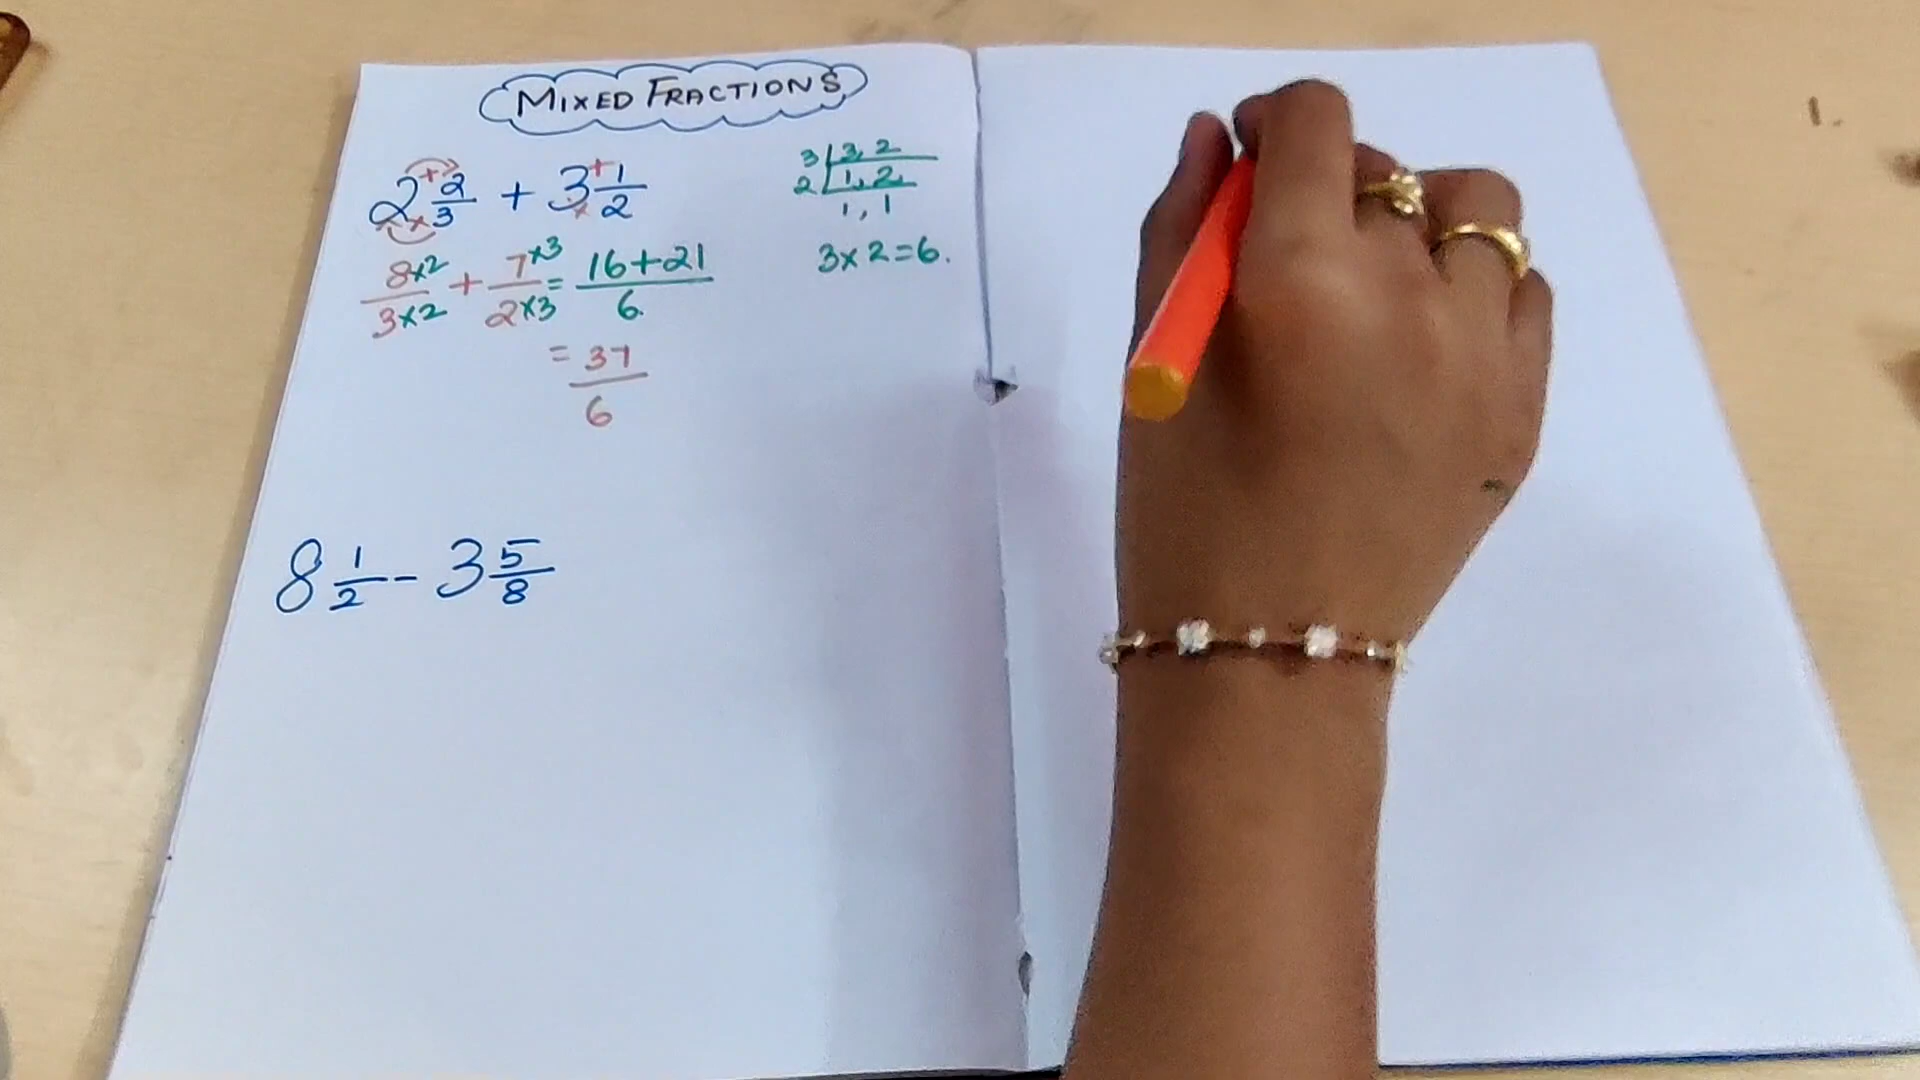 MIXED FRACTIONS
2 2/3 + 3 1/2
8×2/3×2 + 7×3/2×3 = 16+21/6.
= 37/6
3 | 3, 2
2 | 1, 2,
1, 1
3 × 2 = 6.
8 1/2 - 3 5/8